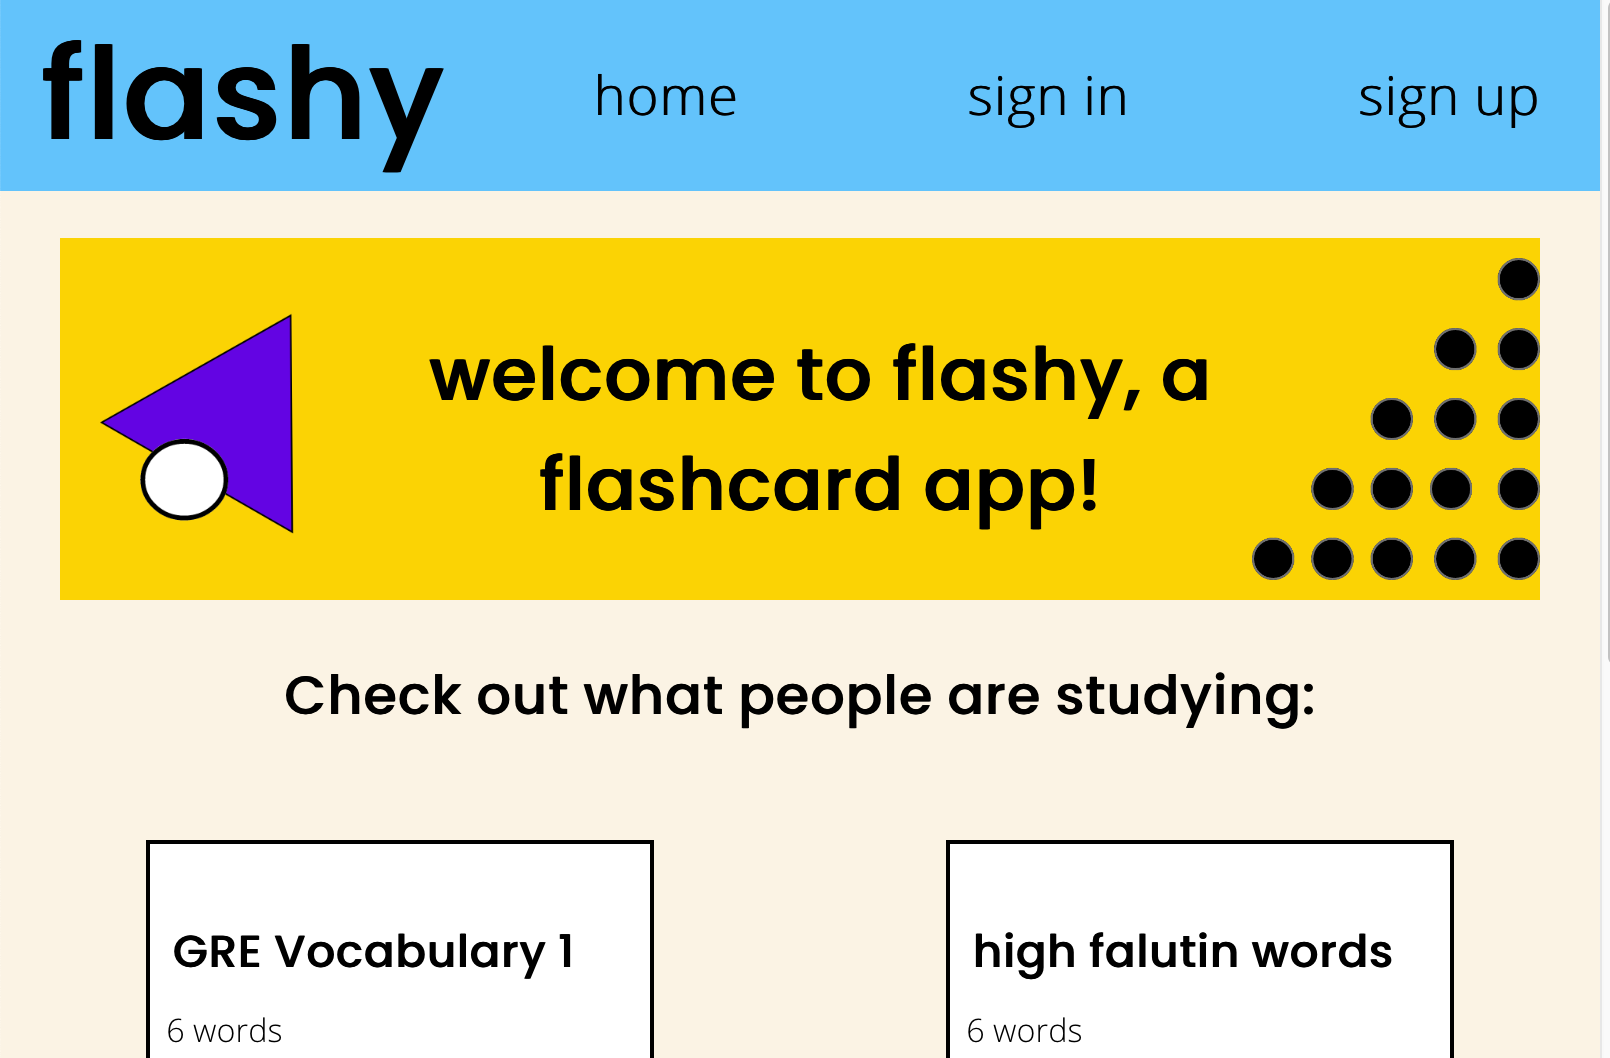 flashy
home
sign in
sign up
welcome to flashy, a
flashcard app!
Check out what people are studying:
GRE Vocabulary 1
6 words
high falutin words
6 words